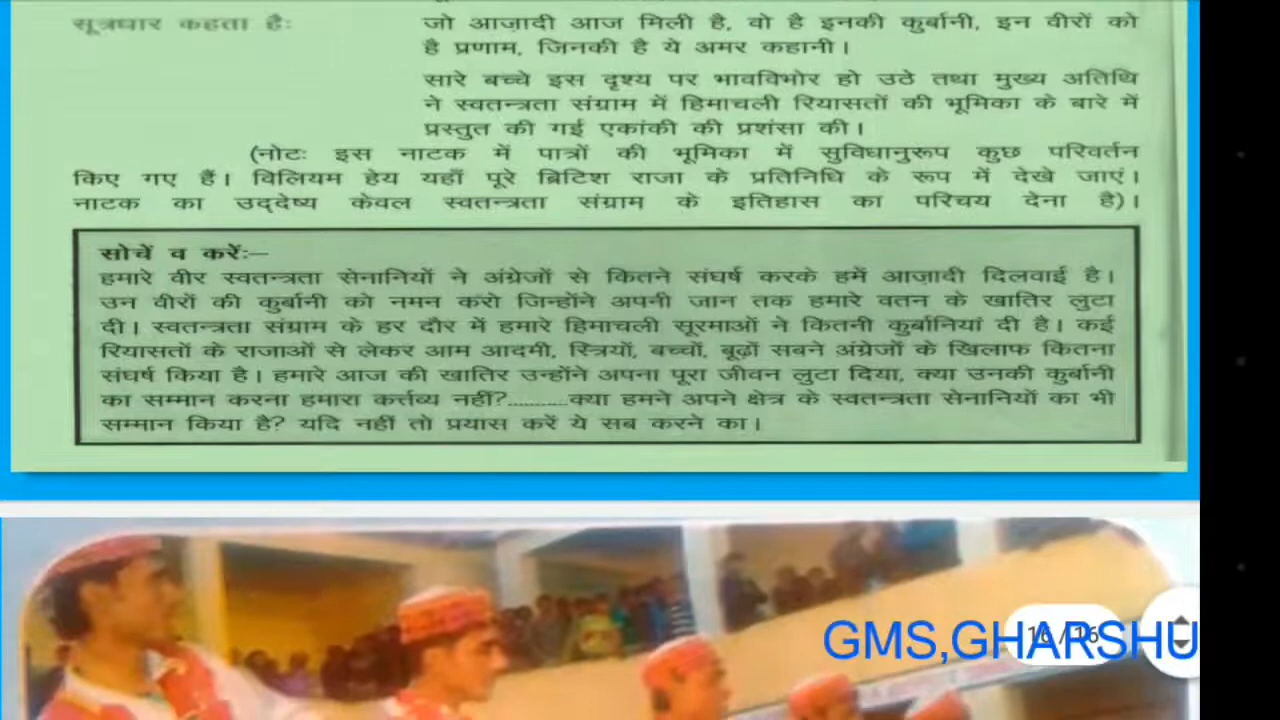 सूत्रधार कहता हैः जो आज़ादी आज मिली है, वो है इनकी कुर्बानी, इन वीरों को
है प्रणाम, जिनकी है ये अमर कहानी।
सारे बच्चे इस दृश्य पर भावविभोर हो उठे तथा मुख्य अतिथि
ने स्वतन्त्रता संग्राम में हिमाचली रियासतों की भूमिका के बारे में
प्रस्तुत की गई एकांकी की प्रशंसा की।
(नोटः इस नाटक में पात्रों की भूमिका में सुविधानुरूप कुछ परिवर्तन
किए गए हैं। विलियम हेय यहाँ पूरे ब्रिटिश राजा के प्रतिनिधि के रूप में देखे जाएं।
नाटक का उद्देष्य केवल स्वतन्त्रता संग्राम के इतिहास का परिचय देना है)।
सोचें व करेंः—
हमारे वीर स्वतन्त्रता सेनानियों ने अंग्रेजों से कितने संघर्ष करके हमें आज़ादी दिलवाई है।
उन वीरों की कुर्बानी को नमन करो जिन्होंने अपनी जान तक हमारे वतन के खातिर लुटा
दी। स्वतन्त्रता संग्राम के हर दौर में हमारे हिमाचली सूरमाओं ने कितनी कुर्बानियां दी है। कई
रियासतों के राजाओं से लेकर आम आदमी, स्त्रियों, बच्चों, बूढ़ों सबने अंग्रेजों के खिलाफ कितना
संघर्ष किया है। हमारे आज की खातिर उन्होंने अपना पूरा जीवन लुटा दिया, क्या उनकी कुर्बानी
का सम्मान करना हमारा कर्त्तव्य नहीं?..........क्या हमने अपने क्षेत्र के स्वतन्त्रता सेनानियों का भी
सम्मान किया है? यदि नहीं तो प्रयास करें ये सब करने का।
GMS,GHARSHU
16/16